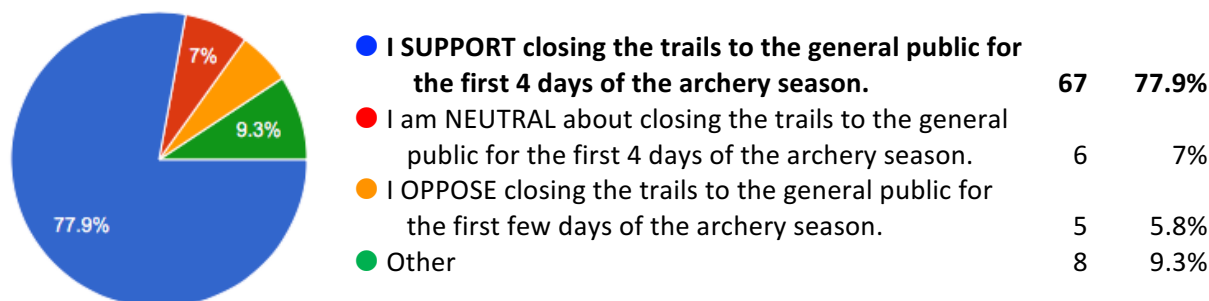 7%
9.3%
77.9%
I SUPPORT closing the trails to the general public for
the first 4 days of the archery season. 67 77.9%
I am NEUTRAL about closing the trails to the general
public for the first 4 days of the archery season. 6 7%
I OPPOSE closing the trails to the general public for
the first few days of the archery season. 5 5.8%
Other 8 9.3%